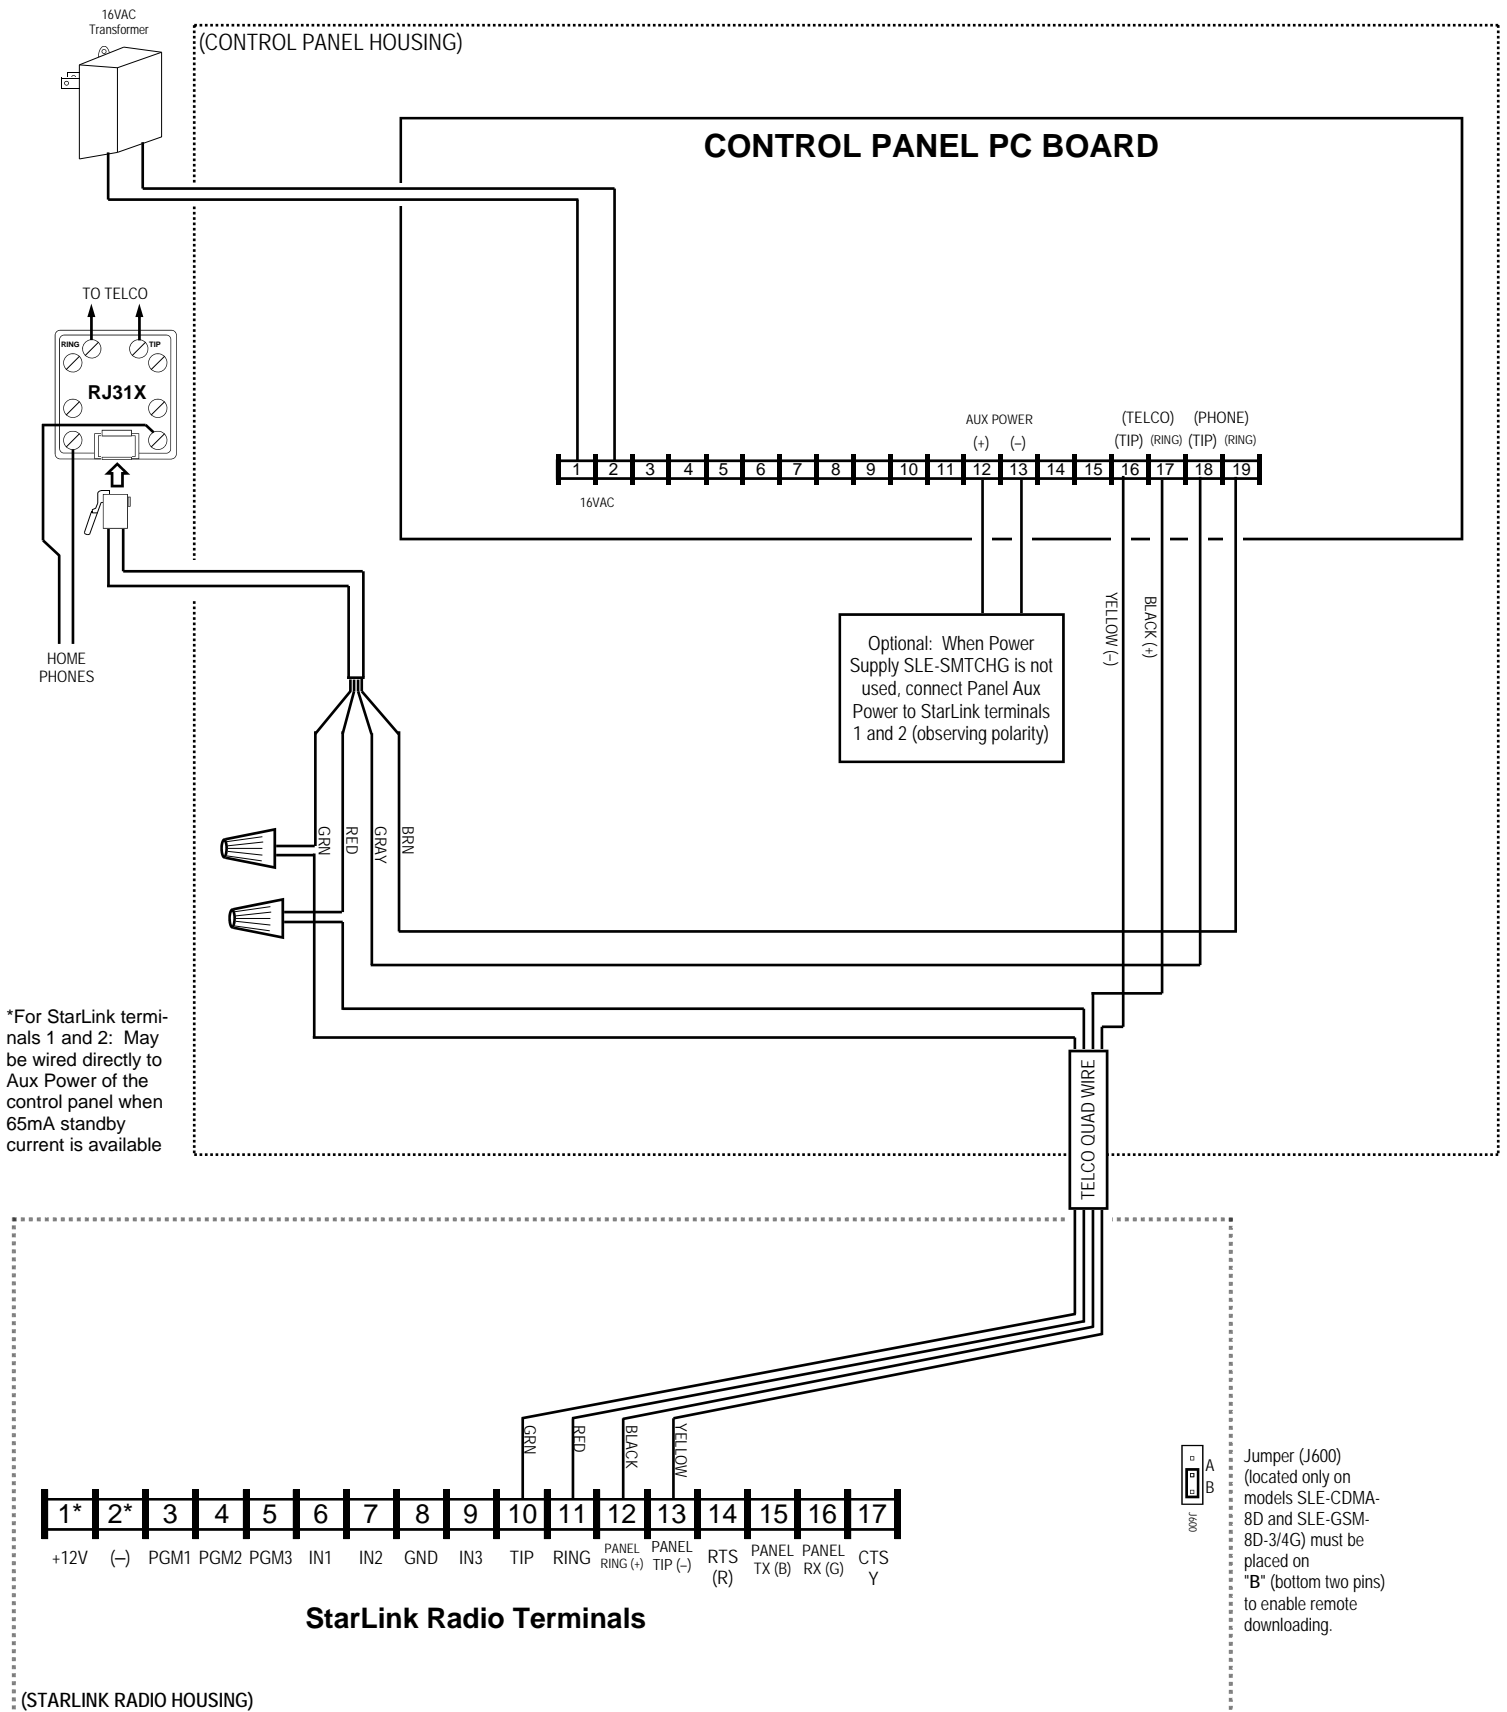 16VAC
Transformer
(CONTROL PANEL HOUSING)
CONTROL PANEL PC BOARD
TO TELCO
RING
TIP
RJ31X
HOME
PHONES
AUX POWER
(+) (–)
(TELCO) (PHONE)
(TIP) (RING) (TIP) (RING)
1 2 3 4 5 6 7 8 9 10 11 12 13 14 15 16 17 18 19
16VAC
YELLOW (–)
BLACK (+)
Optional: When Power
Supply SLE-SMTCHG is not
used, connect Panel Aux
Power to StarLink terminals
1 and 2 (observing polarity)
GRN
RED
GRAY
BRN
*For StarLink termi-
nals 1 and 2: May
be wired directly to
Aux Power of the
control panel when
65mA standby
current is available
TELCO QUAD WIRE
GRN
RED
BLACK
YELLOW
1* 2* 3 4 5 6 7 8 9 10 11 12 13 14 15 16 17
+12V (–) PGM1 PGM2 PGM3 IN1 IN2 GND IN3 TIP RING PANEL RING (+) PANEL TIP (–) RTS (R) PANEL TX (B) PANEL RX (G) CTS Y
StarLink Radio Terminals
A
B
J600
Jumper (J600)
(located only on
models SLE-CDMA-
8D and SLE-GSM-
8D-3/4G) must be
placed on
"B" (bottom two pins)
to enable remote
downloading.
(STARLINK RADIO HOUSING)